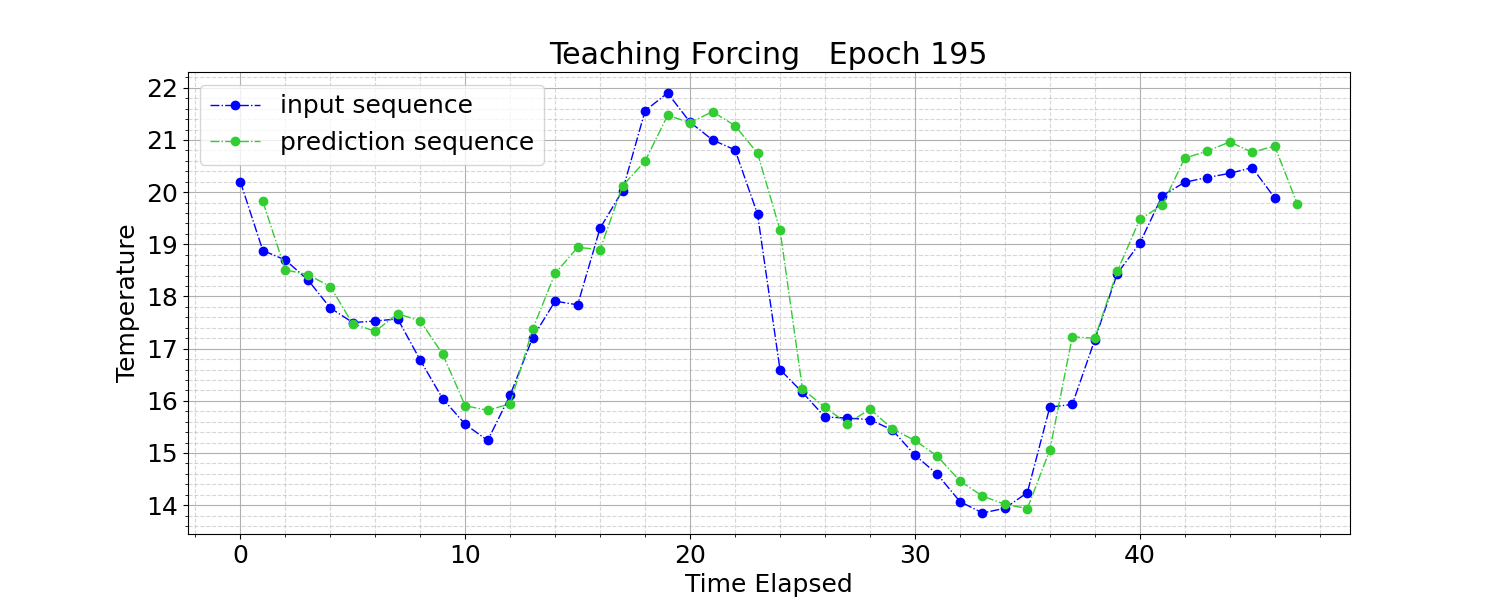 Teaching Forcing   Epoch 195
22
21
20
19
18
17
16
15
14
Temperature
input sequence
prediction sequence
0 10 20 30 40
Time Elapsed